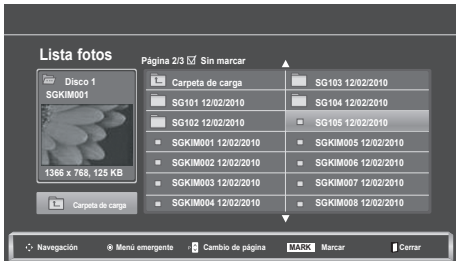 Lista fotos
Página 2/3 ☑ Sin marcar
Disco 1
SGKIM001
1366 x 768, 125 KB
Carpeta de carga
Carpeta de carga
SG101 12/02/2010
SG102 12/02/2010
SGKIM001 12/02/2010
SGKIM002 12/02/2010
SGKIM003 12/02/2010
SGKIM004 12/02/2010
SG103 12/02/2010
SG104 12/02/2010
SG105 12/02/2010
SGKIM005 12/02/2010
SGKIM006 12/02/2010
SGKIM007 12/02/2010
SGKIM008 12/02/2010
Navegación
Menú emergente
P Cambio de página
MARK Marcar
Cerrar